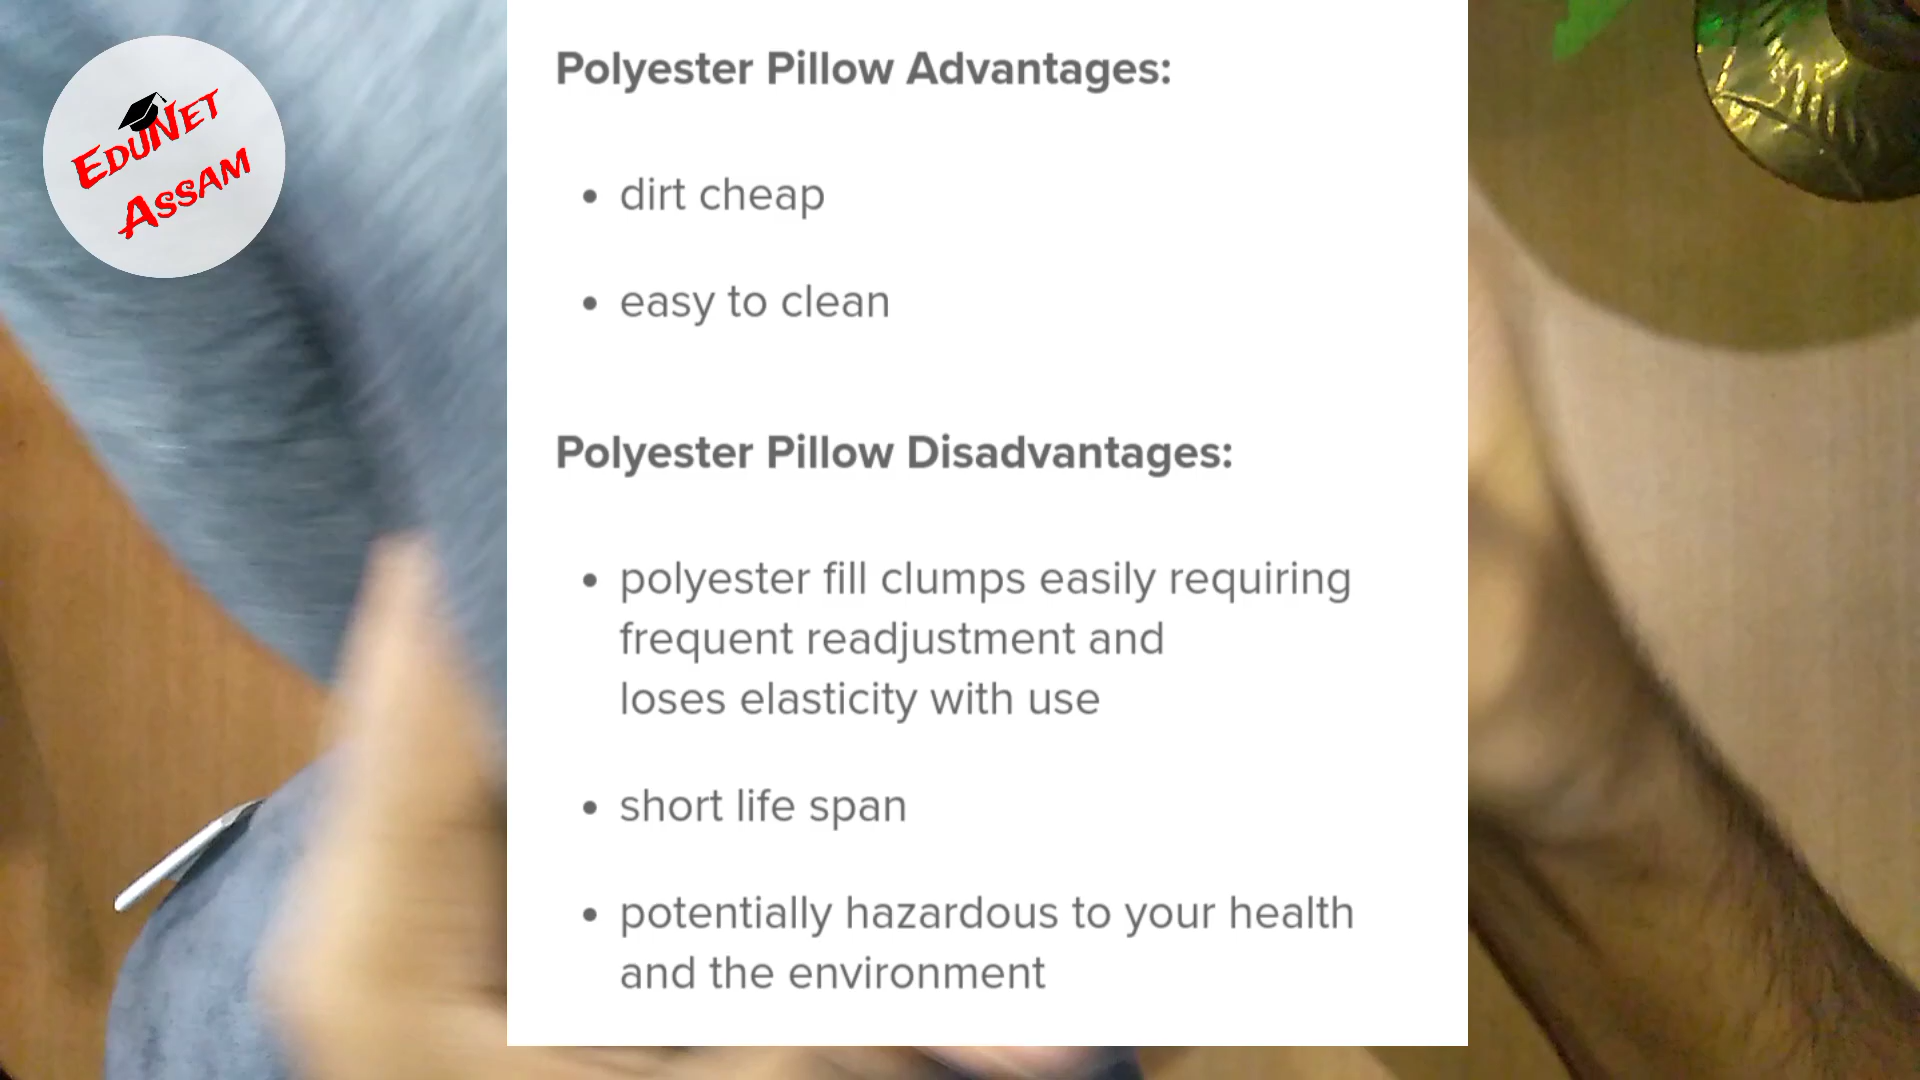 EDUNET
ASSAM
Polyester Pillow Advantages:
• dirt cheap
• easy to clean
Polyester Pillow Disadvantages:
• polyester fill clumps easily requiring
frequent readjustment and
loses elasticity with use
• short life span
• potentially hazardous to your health
and the environment